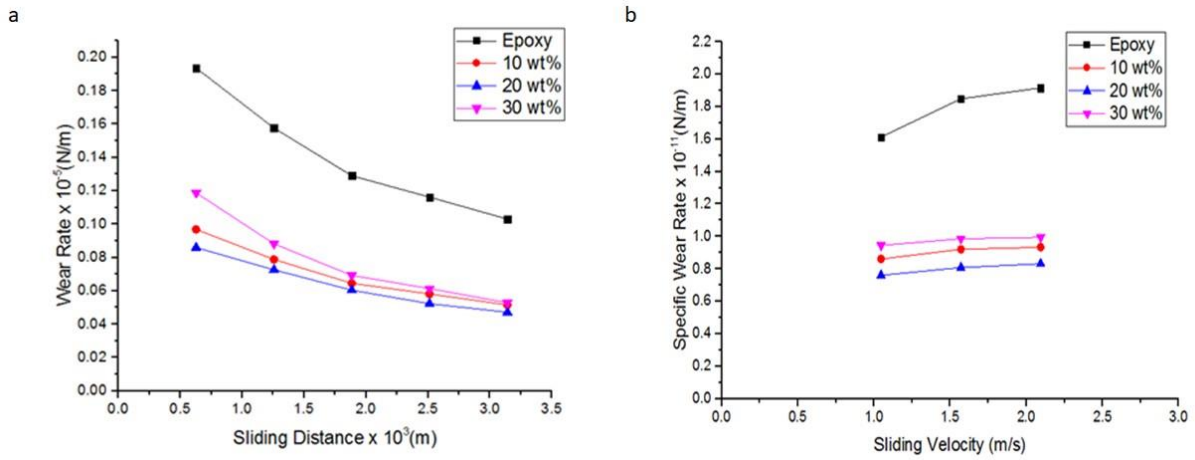 a
Epoxy
10 wt%
20 wt%
30 wt%
0.20
0.18
0.16
0.14
0.12
0.10
0.08
0.06
0.04
0.02
0.00
Wear Rate x 10⁻⁵(N/m)
0.0 0.5 1.0 1.5 2.0 2.5 3.0 3.5
Sliding Distance x 10³(m)
b
Epoxy
10 wt%
20 wt%
30 wt%
2.2
2.0
1.8
1.6
1.4
1.2
1.0
0.8
0.6
0.4
0.2
0.0
Specific Wear Rate x 10⁻¹¹(N/m)
0.0 0.5 1.0 1.5 2.0 2.5 3.0
Sliding Velocity (m/s)